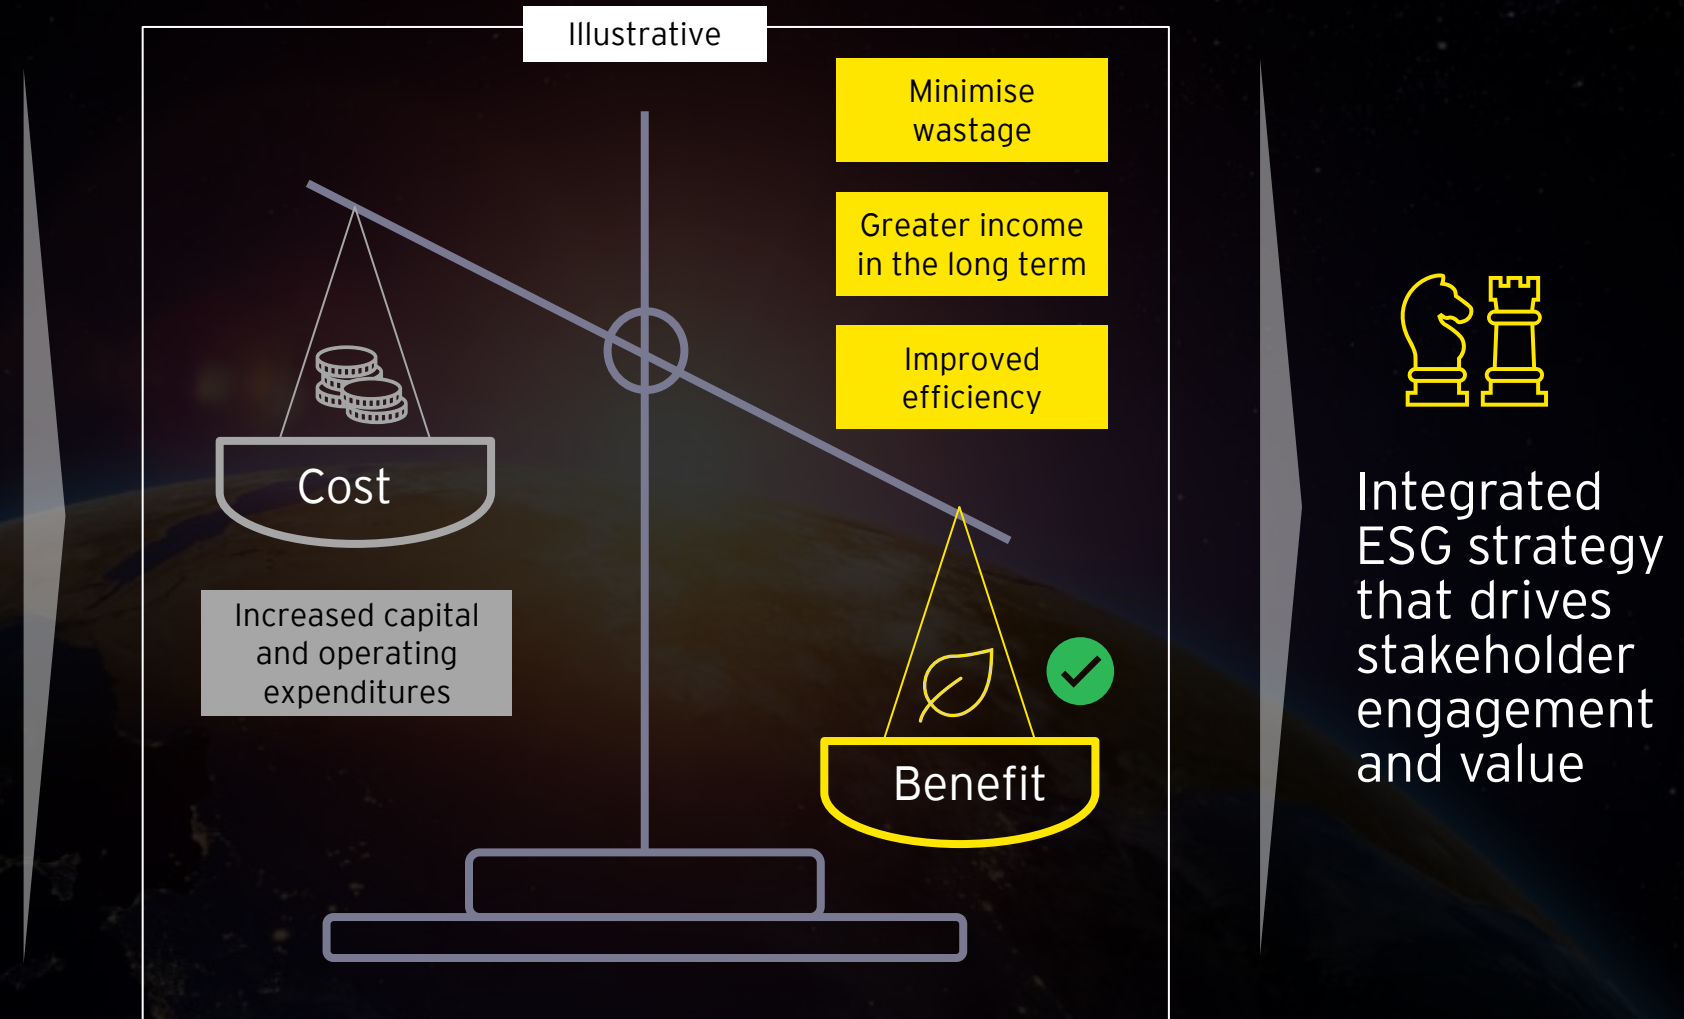 Illustrative
Minimise
wastage
Greater income
in the long term
Improved
efficiency
Cost
Increased capital
and operating
expenditures
Benefit
Integrated
ESG strategy
that drives
stakeholder
engagement
and value